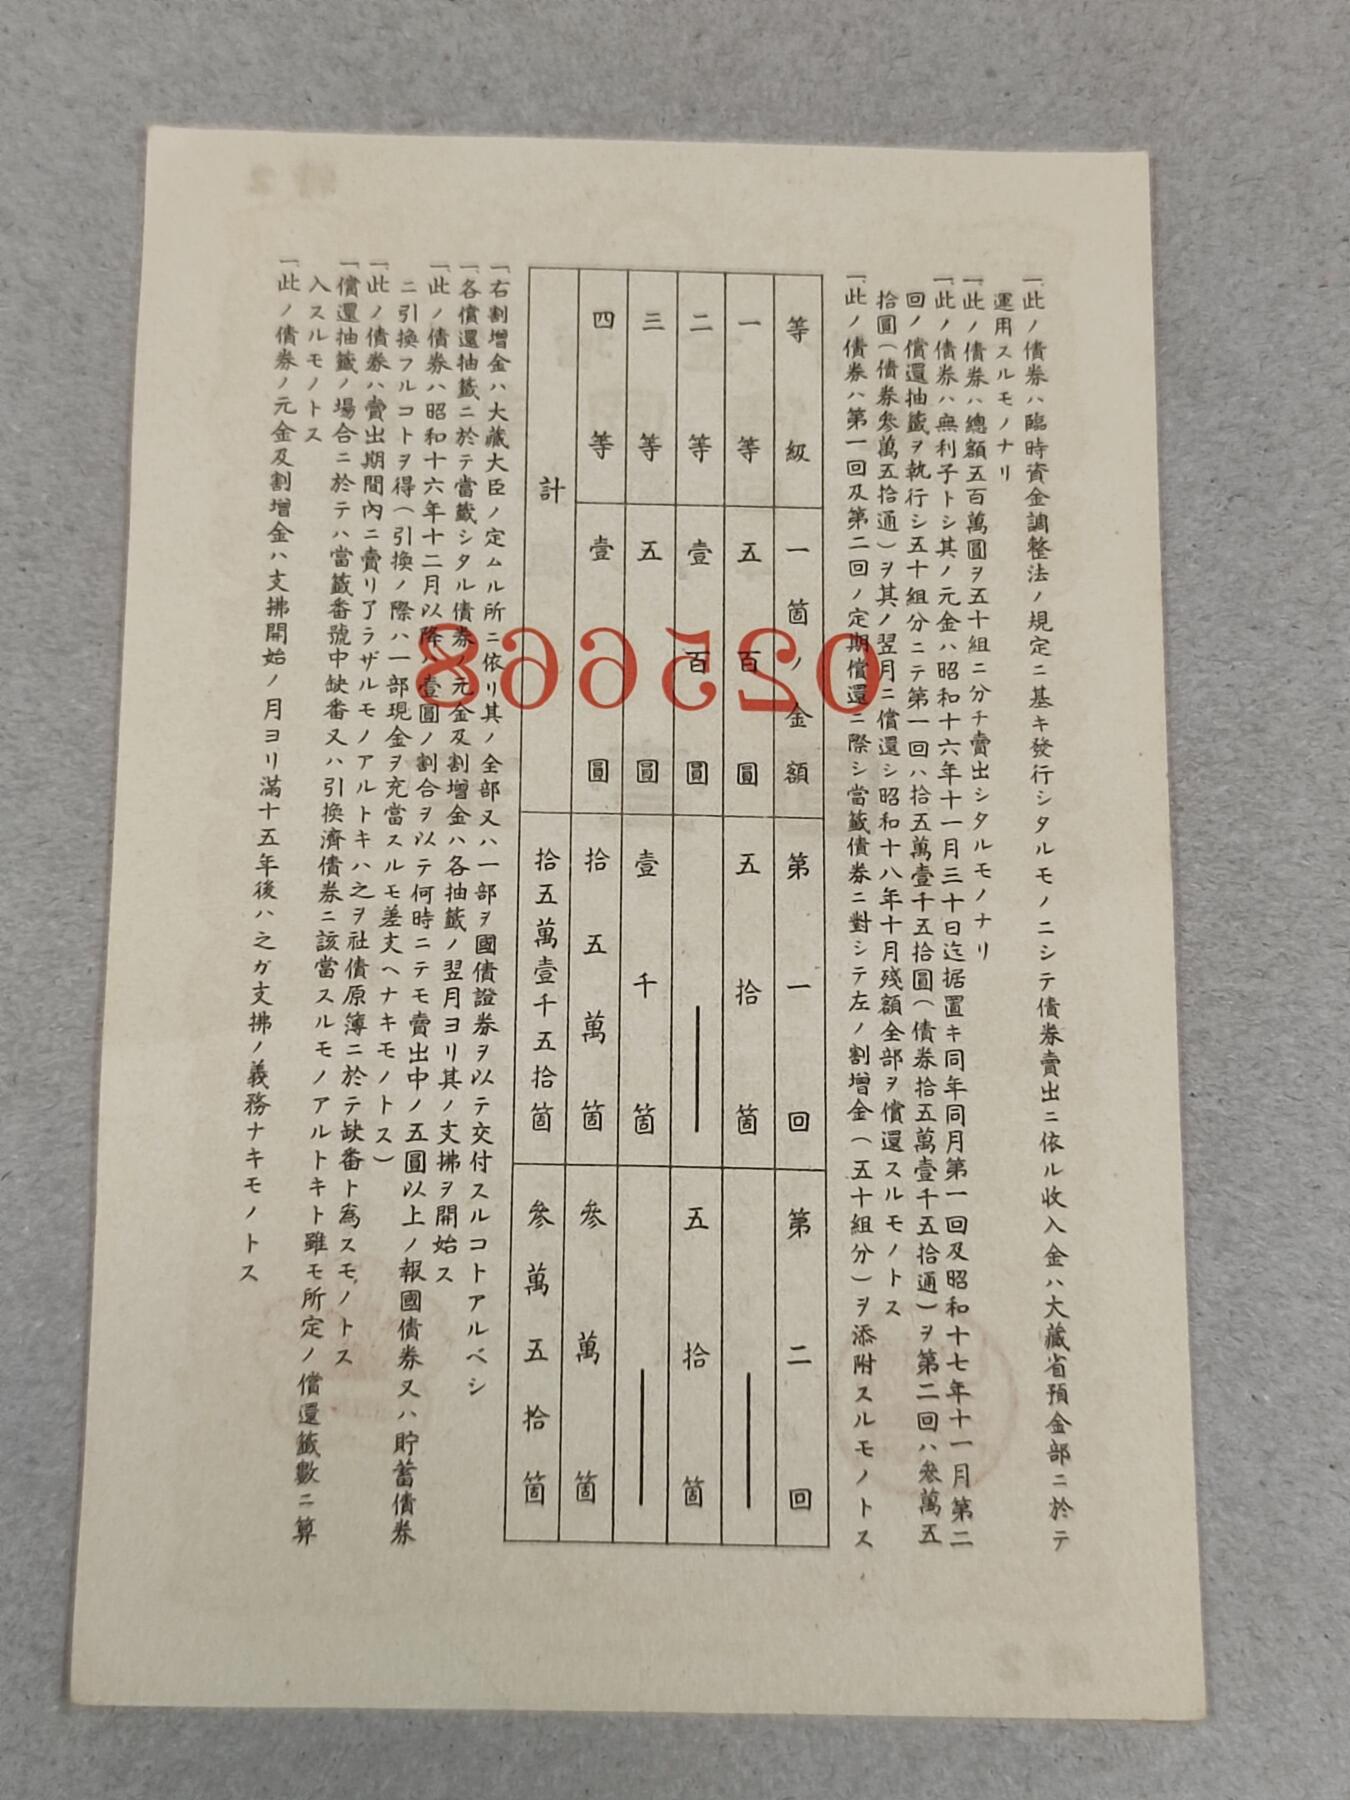 一此ノ債券ハ臨時資金調整法ノ規定ニ基キ發行シタルモノニシテ債券賣出ニ依ル收入金ハ大藏省預金部ニ於テ
運用スルモノナリ
一此ノ債券ハ總額五百萬圓ヲ五十組ニ分チ賣出シタルモノナリ
一此ノ債券ハ無利子トシ其ノ元金ハ昭和十六年十一月三十日迄据置キ同年同月第一回及昭和十七年十一月第二
回ノ償還抽籤ヲ執行シ五十組分ニテ第一回ハ拾五萬壹千五拾圓(債券拾五萬壹千五拾通)ヲ第二回ハ參萬五
拾圓(債券參萬五拾通)ヲ其ノ翌月ニ償還シ昭和十八年十月殘額全部ヲ償還スルモノトス
一此ノ債券ハ第一回及第二回ノ定期償還ニ際シ當籤債券ニ對シテ左ノ割增金(五十組分)ヲ添附スルモノトス
等級 一箇ノ金額 第一回 第二回
一等 五百圓 五拾箇 ―
二等 壹百圓 ― 五拾箇
三等 五圓 壹千箇 ―
四等 壹圓 拾五萬箇 參萬箇
計 拾五萬壹千五拾箇 參萬五拾箇
一右割增金ハ大藏大臣ノ定ムル所ニ依リ其ノ全部又ハ一部ヲ國債證券ヲ以テ交付スルコトアルベシ
一各償還抽籤ニ於テ當籤シタル債券ノ元金及割增金ハ各抽籤ノ翌月ヨリ其ノ支拂ヲ開始ス
一此ノ債券ハ昭和十六年十二月以降ハ壹圓ノ割合ヲ以テ何時ニテモ賣出中ノ五圓以上ノ報國債券又ハ貯蓄債券
ニ引換フルコトヲ得(引換ノ際ハ一部現金ヲ充當スルモ差支ヘナキモノトス)
一此ノ債券ハ賣出期間內ニ賣リ了ラザルモノアルトキハ之ヲ社債原簿ニ於テ缺番ト爲スモノトス
一償還抽籤ノ場合ニ於テハ當籤番號中缺番又ハ引換濟債券ニ該當スルモノアルトキト雖モ所定ノ償還籤數ニ算
入スルモノトス
一此ノ債券ノ元金及割增金ハ支拂開始ノ月ヨリ滿十五年後ハ之ガ支拂ノ義務ナキモノトス
025668